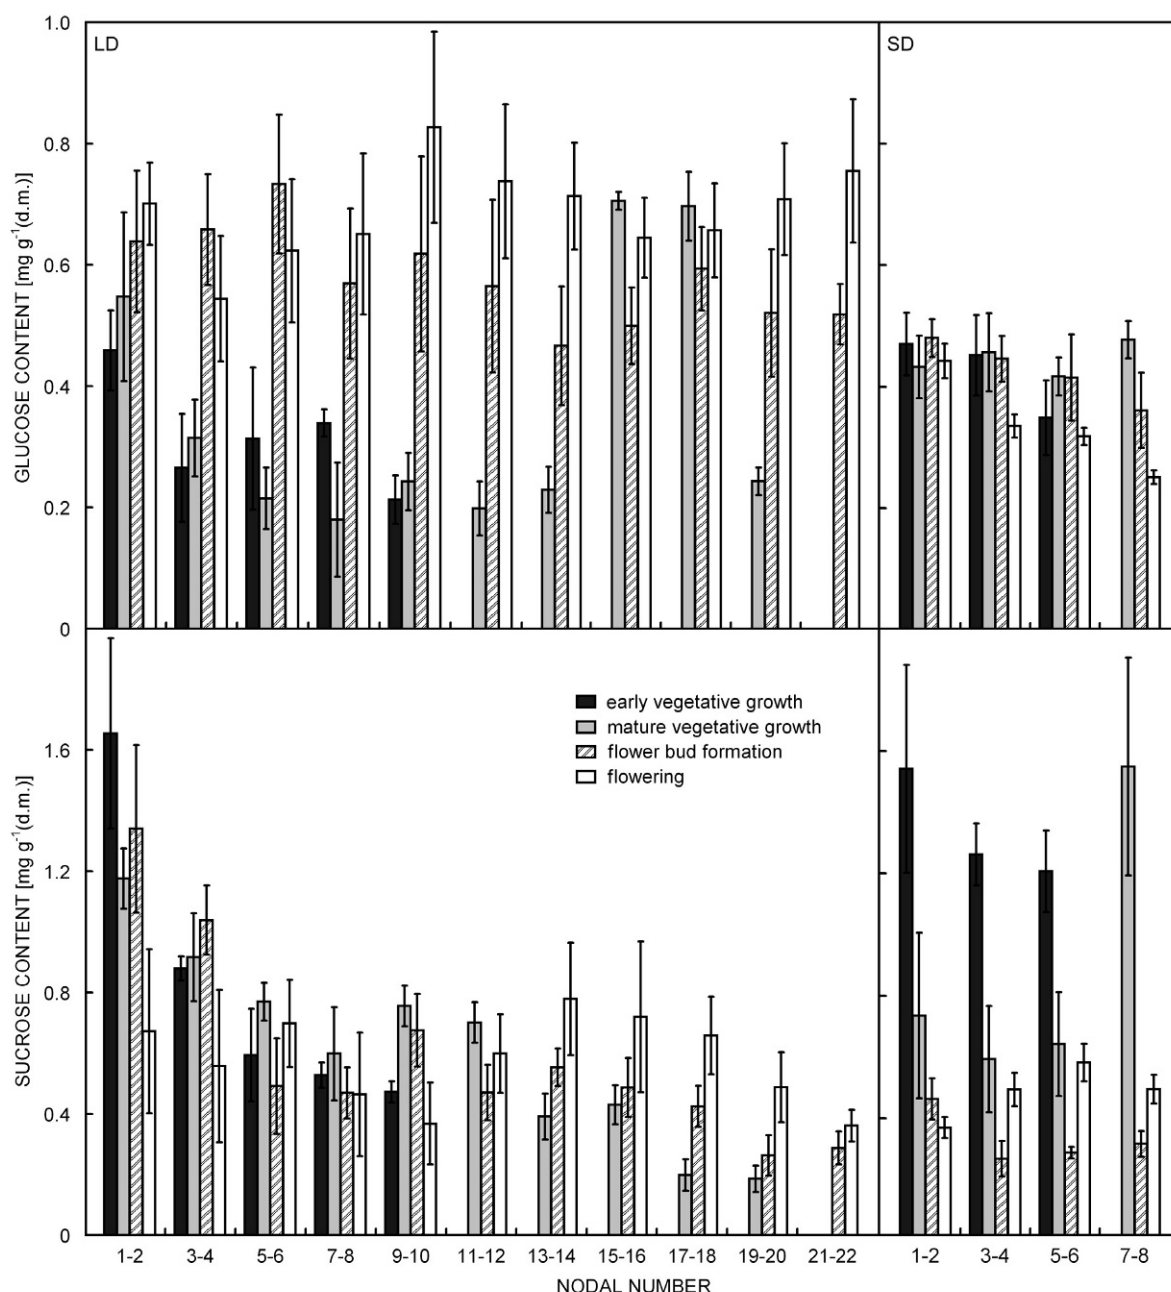 LD
SD
1.0
0.8
0.6
0.4
0.2
0
GLUCOSE CONTENT [mg g⁻¹(d.m.)]
early vegetative growth
mature vegetative growth
flower bud formation
flowering
1.6
1.2
0.8
0.4
0
SUCROSE CONTENT [mg g⁻¹(d.m.)]
1-2 3-4 5-6 7-8 9-10 11-12 13-14 15-16 17-18 19-20 21-22 1-2 3-4 5-6 7-8
NODAL NUMBER